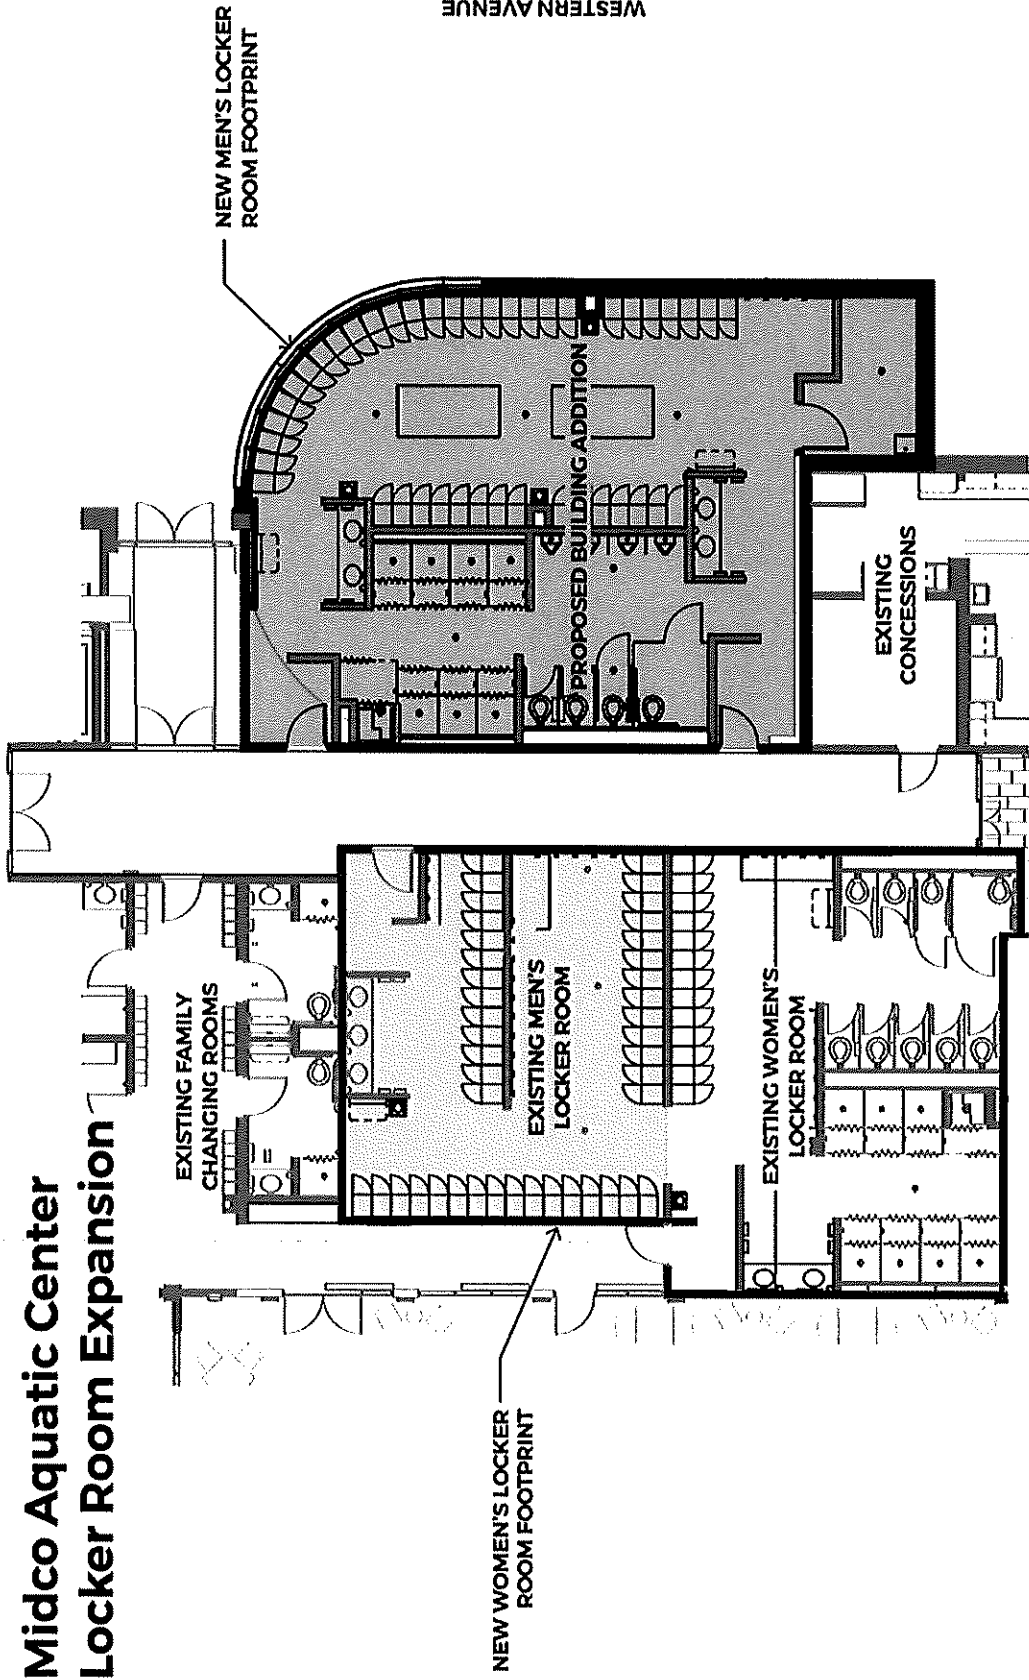 Midco Aquatic Center
Locker Room Expansion
NEW MEN'S LOCKER
ROOM FOOTPRINT
WESTERN AVENUE
PROPOSED BUILDING ADDITION
EXISTING
CONCESSIONS
EXISTING FAMILY
CHANGING ROOMS
EXISTING MEN'S
LOCKER ROOM
EXISTING WOMEN'S
LOCKER ROOM
NEW WOMEN'S LOCKER
ROOM FOOTPRINT